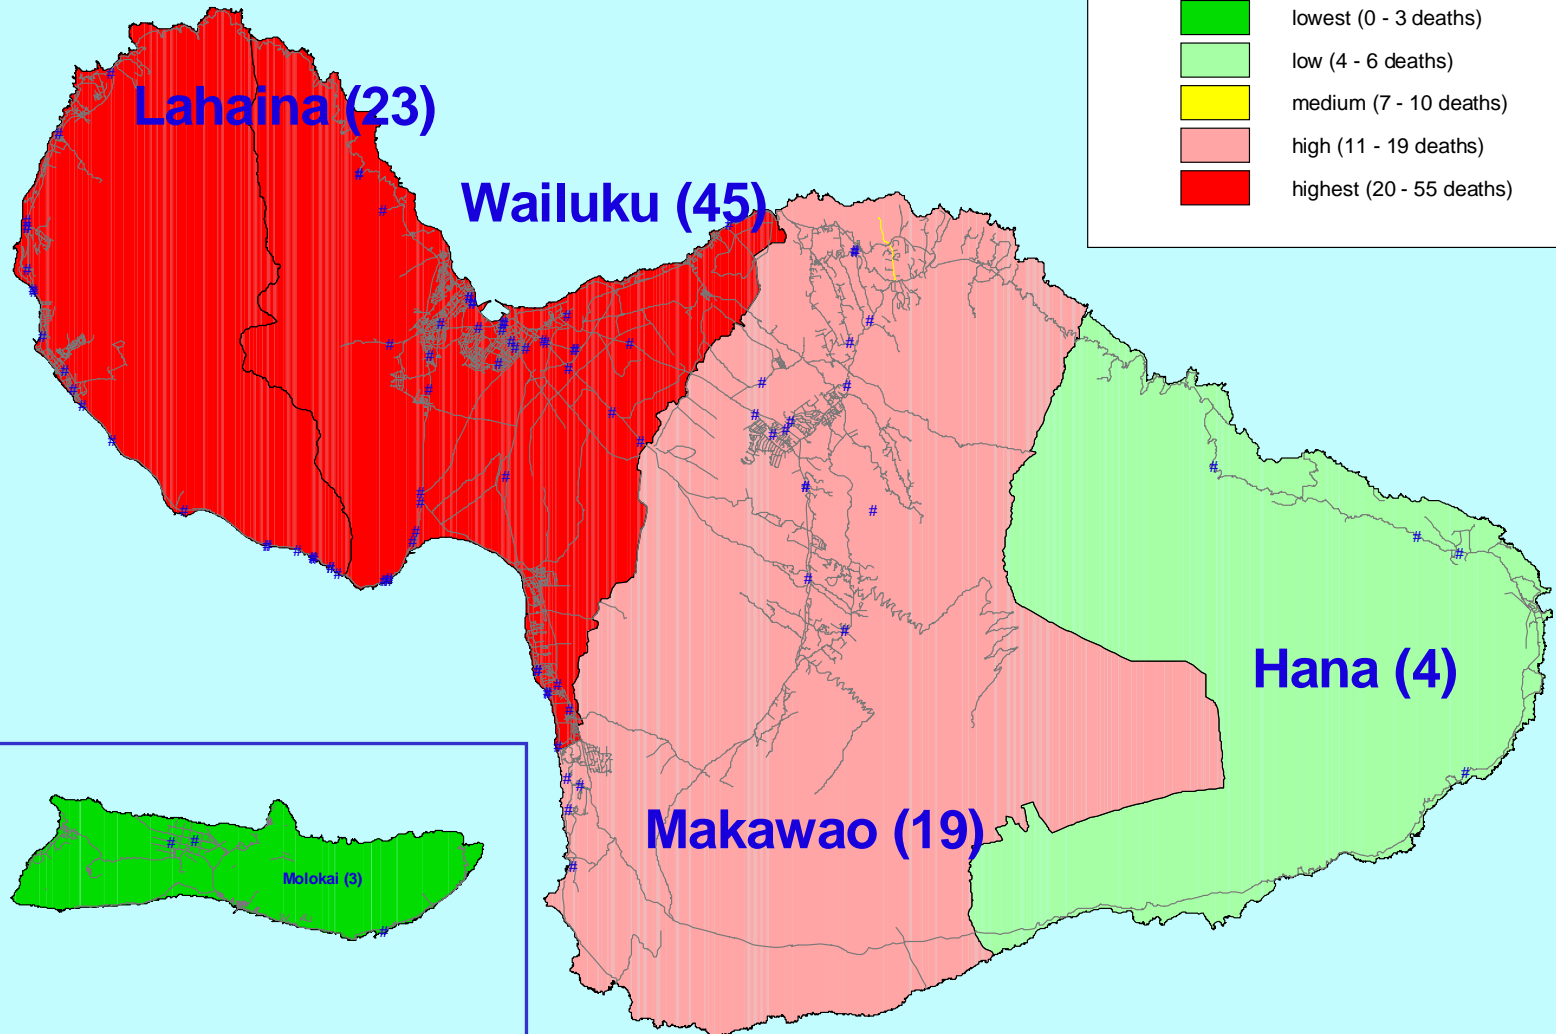 lowest (0 - 3 deaths)
low (4 - 6 deaths)
medium (7 - 10 deaths)
high (11 - 19 deaths)
highest (20 - 55 deaths)
Lahaina (23)
Wailuku (45)
Hana (4)
Makawao (19)
Molokai (3)